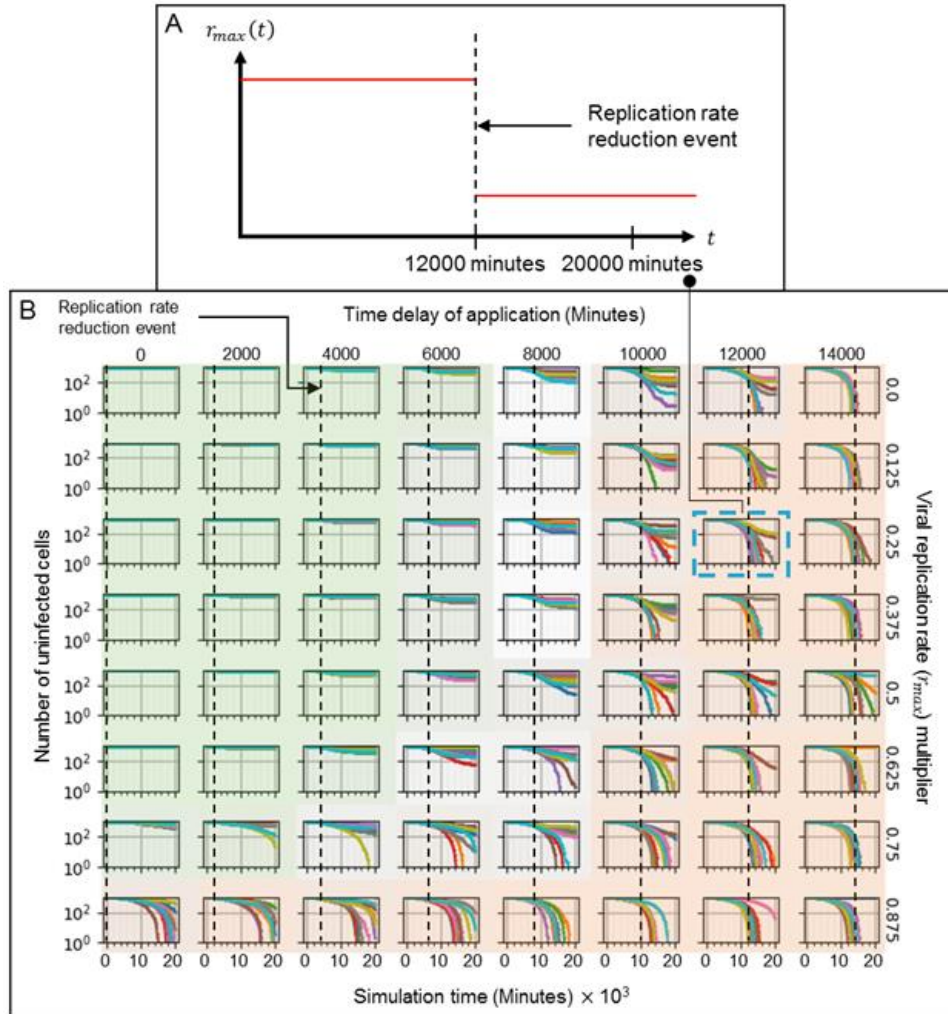 A
r_max(t)
Replication rate
reduction event
t
12000 minutes
20000 minutes
B
Replication rate
reduction event
Time delay of application (Minutes)
0 2000 4000 6000 8000 10000 12000 14000
Number of uninfected cells
10² 10⁰ 0.0
10² 10⁰ 0.125
10² 10⁰ 0.25
10² 10⁰ 0.375
10² 10⁰ 0.5
10² 10⁰ 0.625
10² 10⁰ 0.75
10² 10⁰ 0.875
Viral replication rate (r_max) multiplier
0 10 20 0 10 20 0 10 20 0 10 20 0 10 20 0 10 20 0 10 20 0 10 20
Simulation time (Minutes) × 10³